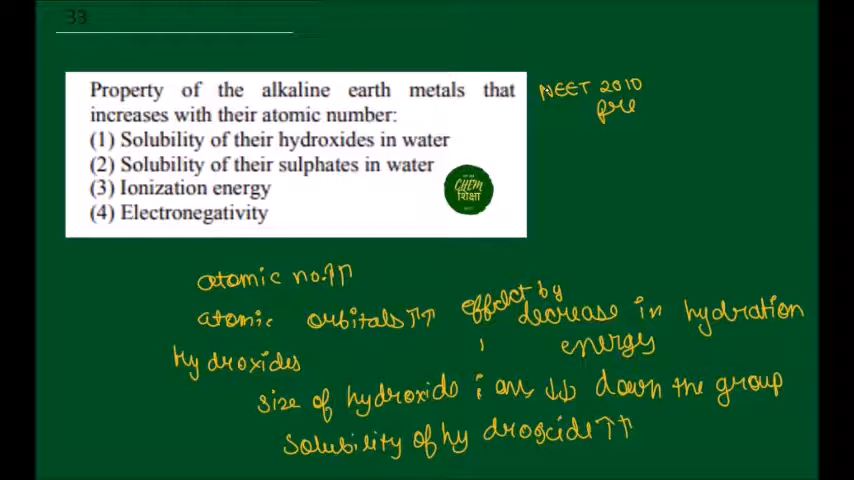 33
Property of the alkaline earth metals that
increases with their atomic number:
(1) Solubility of their hydroxides in water
(2) Solubility of their sulphates in water
(3) Ionization energy
(4) Electronegativity
CHEM
शिक्षा
NEET 2010
pre
atomic no.↑↑
atomic orbitals ↑↑ effect by decrease in hydration
energy
Hydroxides
size of hydroxide ions ↓↓ down the group
solubility of hydroxide ↑↑